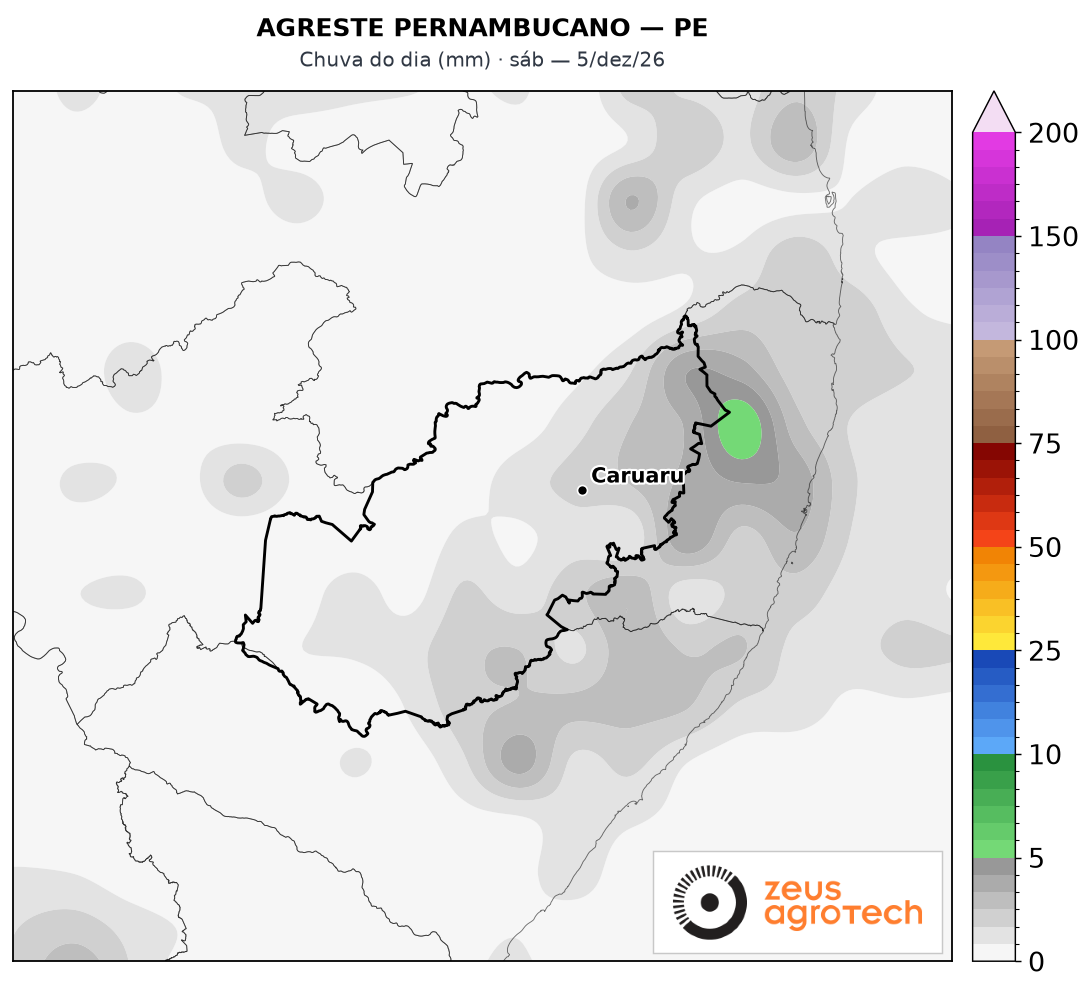 AGRESTE PERNAMBUCANO — PE
Chuva do dia (mm) · sáb — 5/dez/26
200
150
100
75
50
25
10
5
0
Caruaru
zeus
agrotech